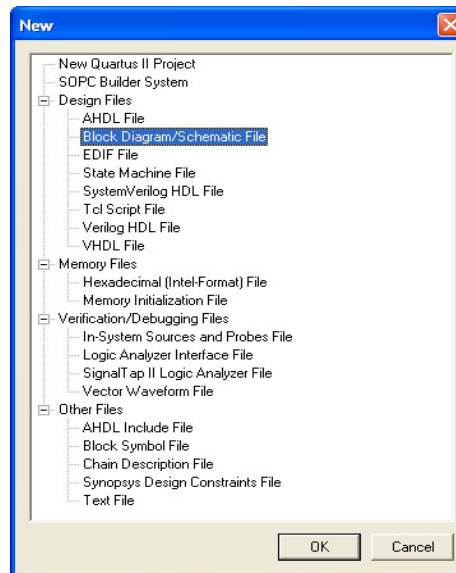 New
New Quartus II Project
SOPC Builder System
Design Files
AHDL File
Block Diagram/Schematic File
EDIF File
State Machine File
SystemVerilog HDL File
Tcl Script File
Verilog HDL File
VHDL File
Memory Files
Hexadecimal (Intel-Format) File
Memory Initialization File
Verification/Debugging Files
In-System Sources and Probes File
Logic Analyzer Interface File
SignalTap II Logic Analyzer File
Vector Waveform File
Other Files
AHDL Include File
Block Symbol File
Chain Description File
Synopsys Design Constraints File
Text File
OK Cancel